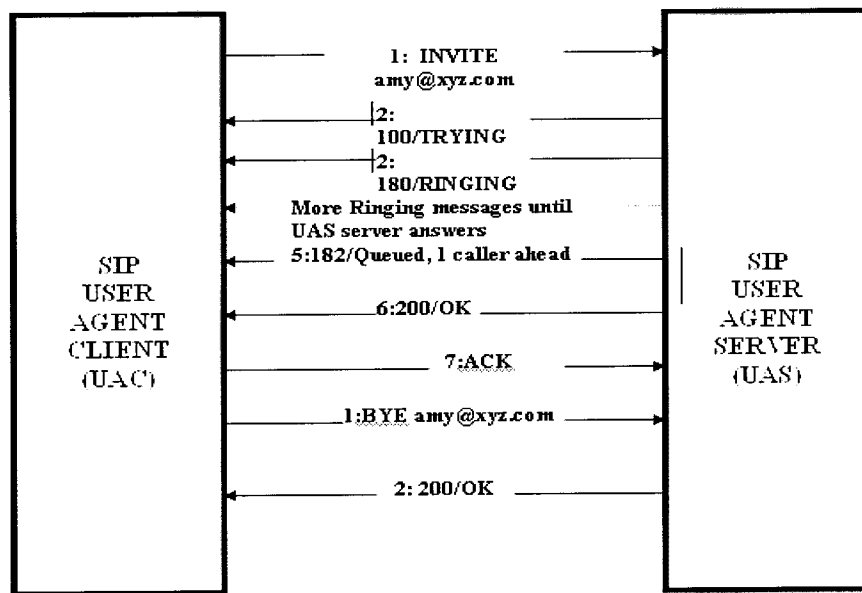 1: INVITE
amy@xyz.com
2:
100/TRYING
2:
180/RINGING
More Ringing messages until
UAS server answers
5:182/Queued, 1 caller ahead
6:200/OK
7:ACK
1:BYE amy@xyz.com
2: 200/OK
SIP
USER
AGENT
CLIENT
(UAC)
SIP
USER
AGENT
SERVER
(UAS)